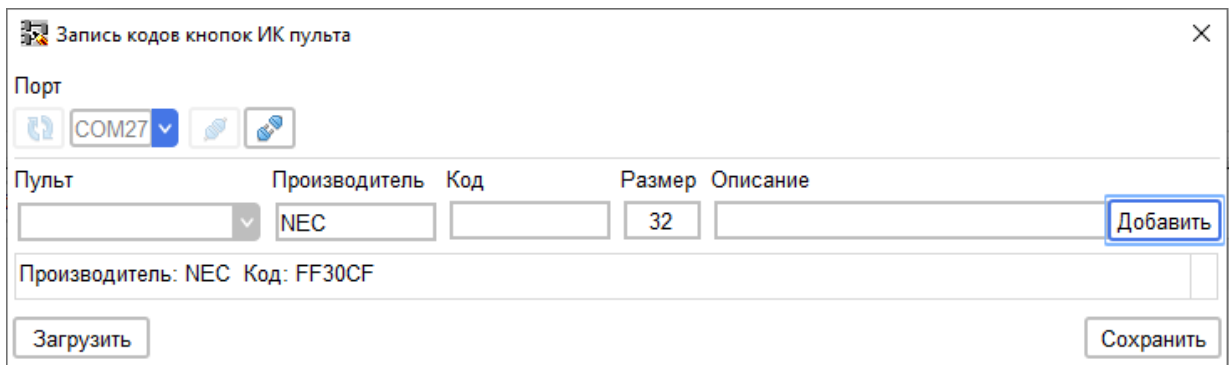 Запись кодов кнопок ИК пульта
Порт
COM27
Пульт Производитель Код Размер Описание
NEC 32 Добавить
Производитель: NEC Код: FF30CF
Загрузить Сохранить